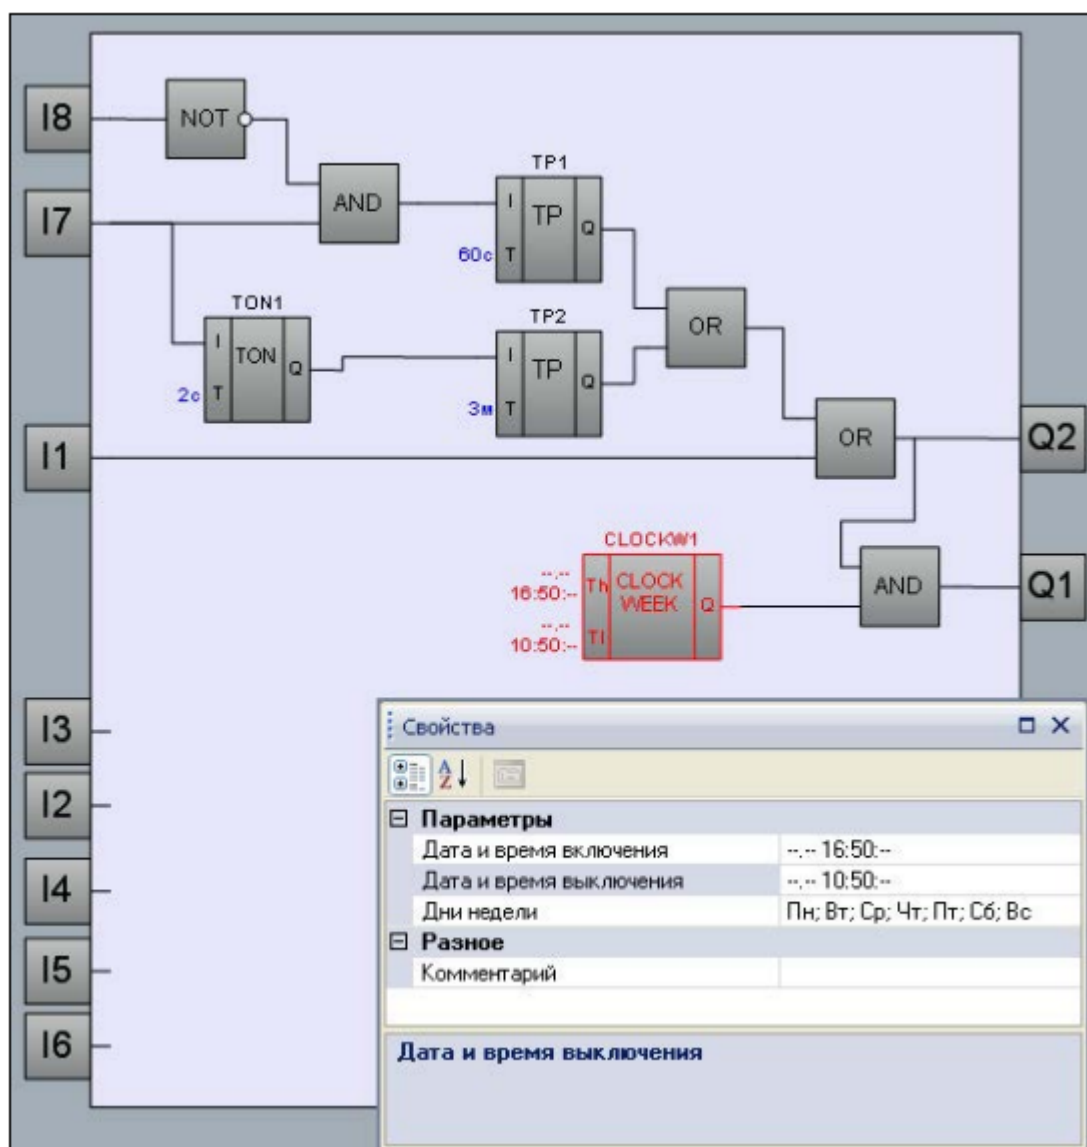 I8
NOT
I7
AND
TP1
I
TP
Q
60с
T
TON1
I
TON
Q
2с
T
TP2
I
TP
Q
3м
T
OR
I1
OR
Q2
CLOCKW1
--.--
16:50:--
Th
CLOCK
WEEK
Q
--.--
10:50:--
Tl
AND
Q1
I3
I2
I4
I5
I6
Свойства
Параметры
Дата и время включения --.-- 16:50:--
Дата и время выключения --.-- 10:50:--
Дни недели Пн; Вт; Ср; Чт; Пт; Сб; Вс
Разное
Комментарий
Дата и время выключения